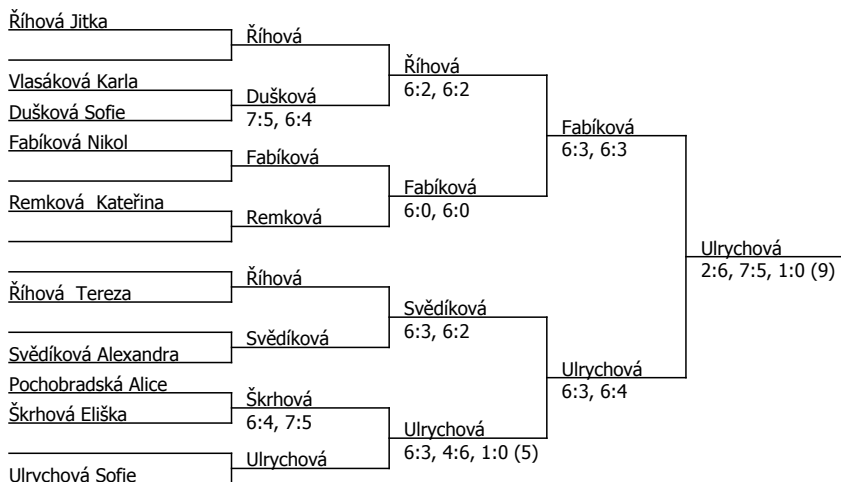 Říhová Jitka
Říhová
Říhová
6:2, 6:2
Vlasáková Karla
Dušková
7:5, 6:4
Dušková Sofie
Fabíková
6:3, 6:3
Fabíková Nikol
Fabíková
Fabíková
6:0, 6:0
Remková  Kateřina
Remková
Ulrychová
2:6, 7:5, 1:0 (9)
Říhová  Tereza
Říhová
Svědíková
6:3, 6:2
Svědíková
Svědíková Alexandra
Ulrychová
6:3, 6:4
Pochobradská Alice
Škrhová
6:4, 7:5
Škrhová Eliška
Ulrychová
6:3, 4:6, 1:0 (5)
Ulrychová
Ulrychová Sofie